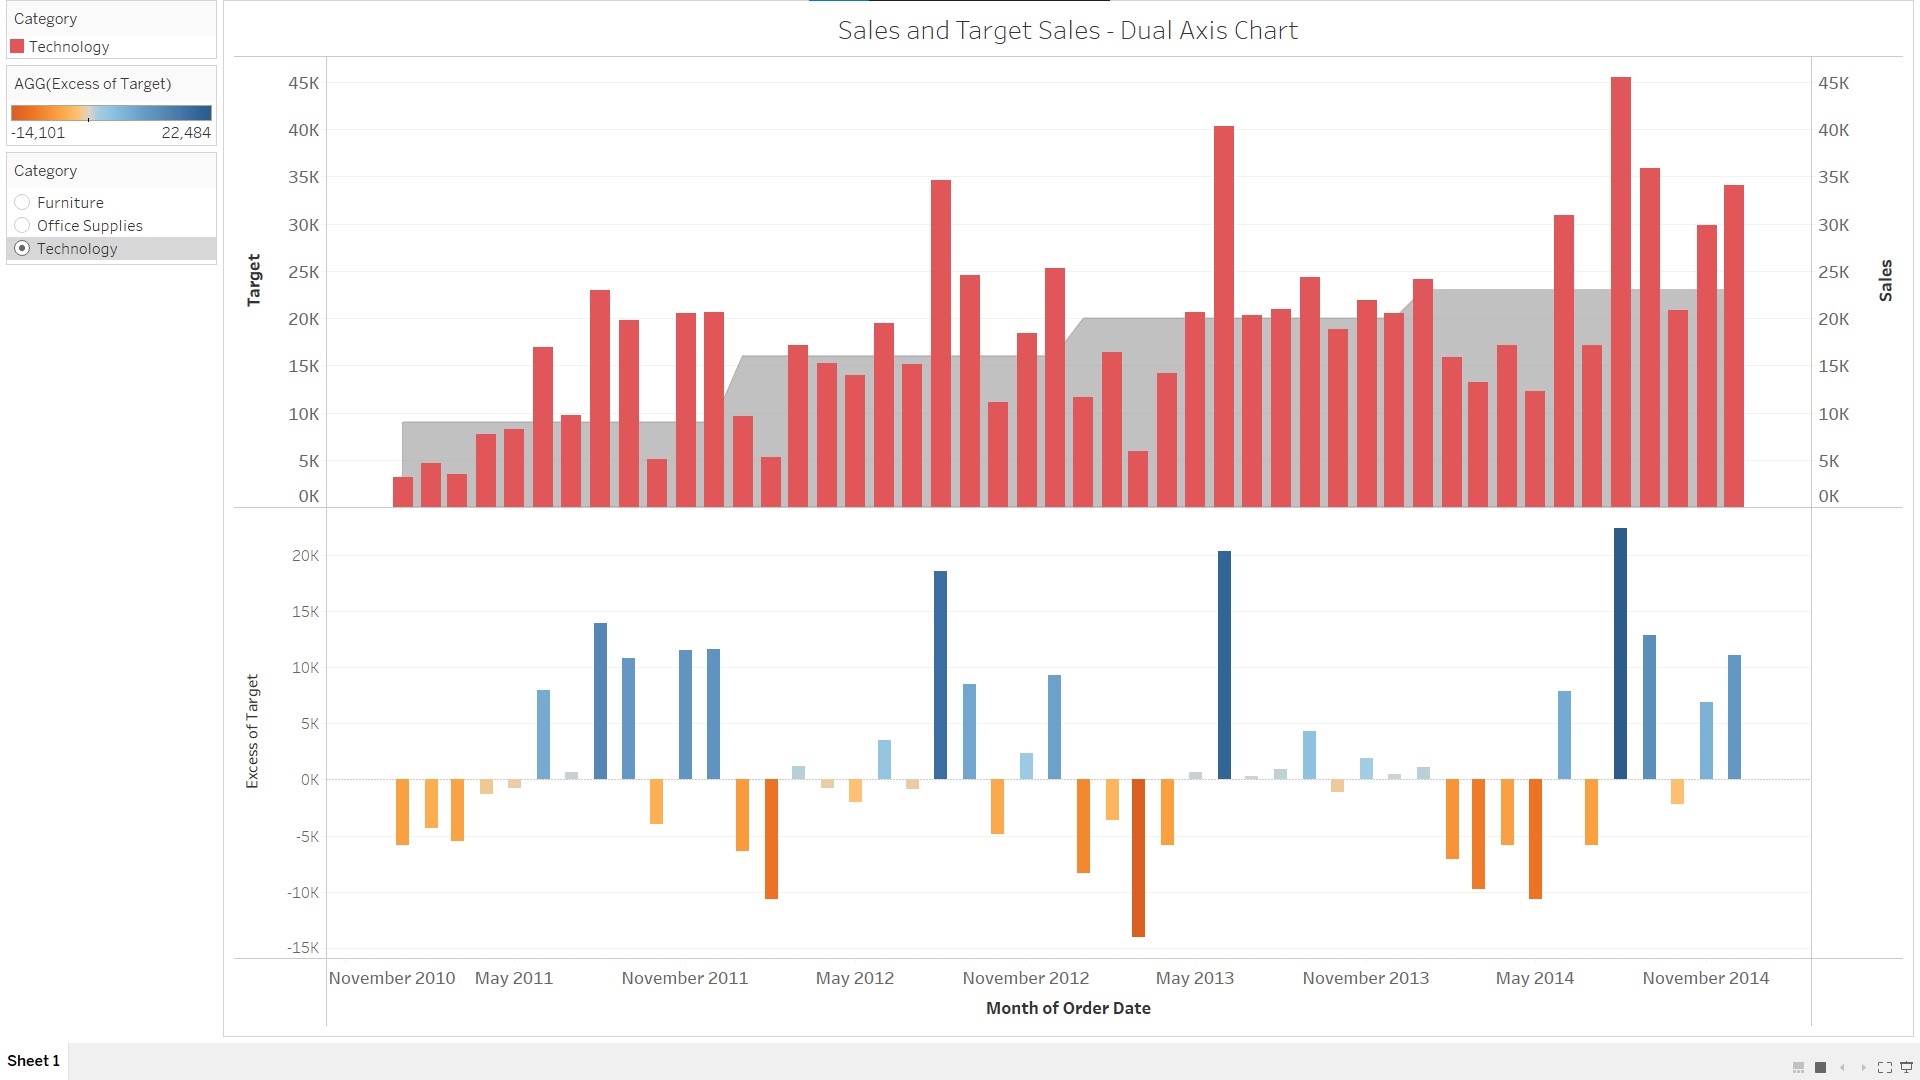 Category
Technology
AGG(Excess of Target)
-14,101 22,484
Category
Furniture
Office Supplies
Technology
Sales and Target Sales - Dual Axis Chart
Target
45K
40K
35K
30K
25K
20K
15K
10K
5K
0K
45K
40K
35K
30K
25K
20K
15K
10K
5K
0K
Sales
Excess of Target
20K
15K
10K
5K
0K
-5K
-10K
-15K
November 2010 May 2011 November 2011 May 2012 November 2012 May 2013 November 2013 May 2014 November 2014
Month of Order Date
Sheet 1